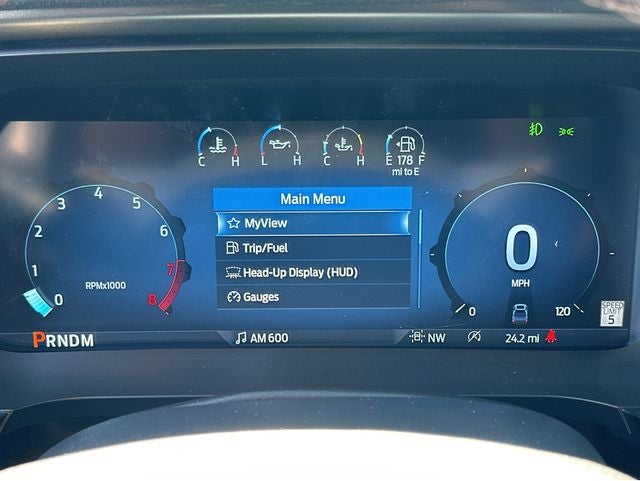 C H
L H
C H
E 178 F
mi to E
0
1
2
3
4
5
6
7
8
RPMx1000
Main Menu
MyView
Trip/Fuel
Head-Up Display (HUD)
Gauges
0
MPH
0 120
SPEED
LIMIT
5
PRNDM
AM 600
NW
24.2 mi